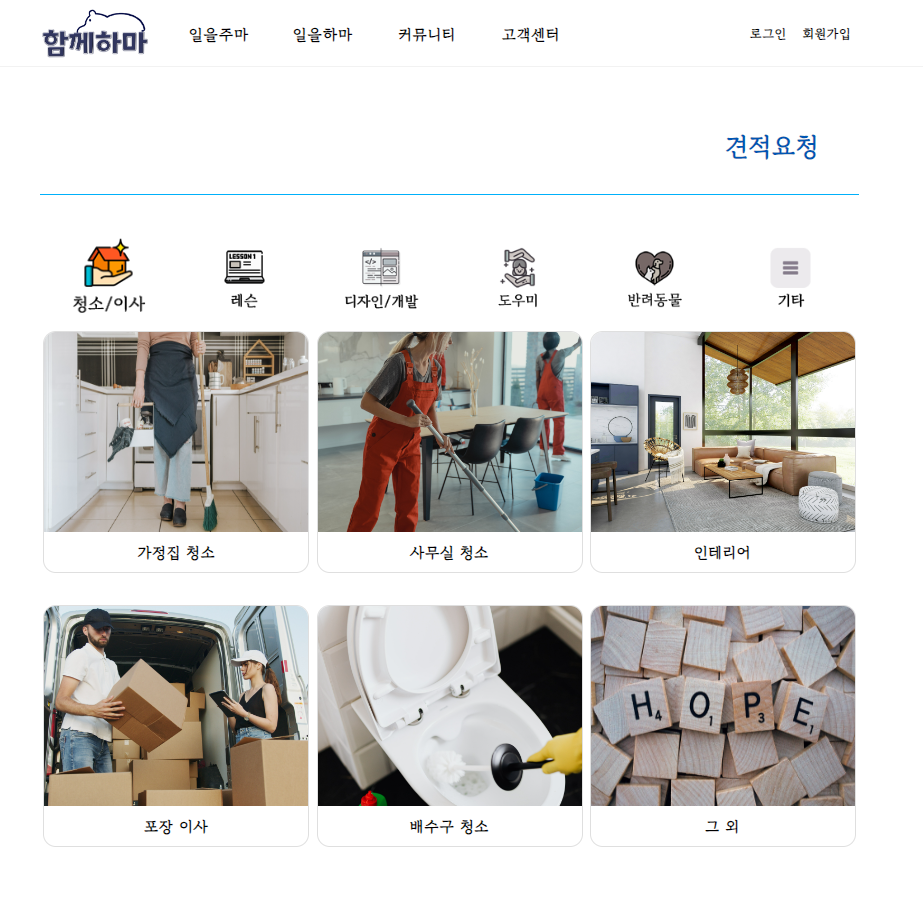 함께하마
일을주마 일을하마 커뮤니티 고객센터
로그인 회원가입
견적요청
LESSON 1
</>
청소/이사 레슨 디자인/개발 도우미 반려동물 기타
가정집 청소 사무실 청소 인테리어
H4 O1 P3 E1
포장 이사 배수구 청소 그 외